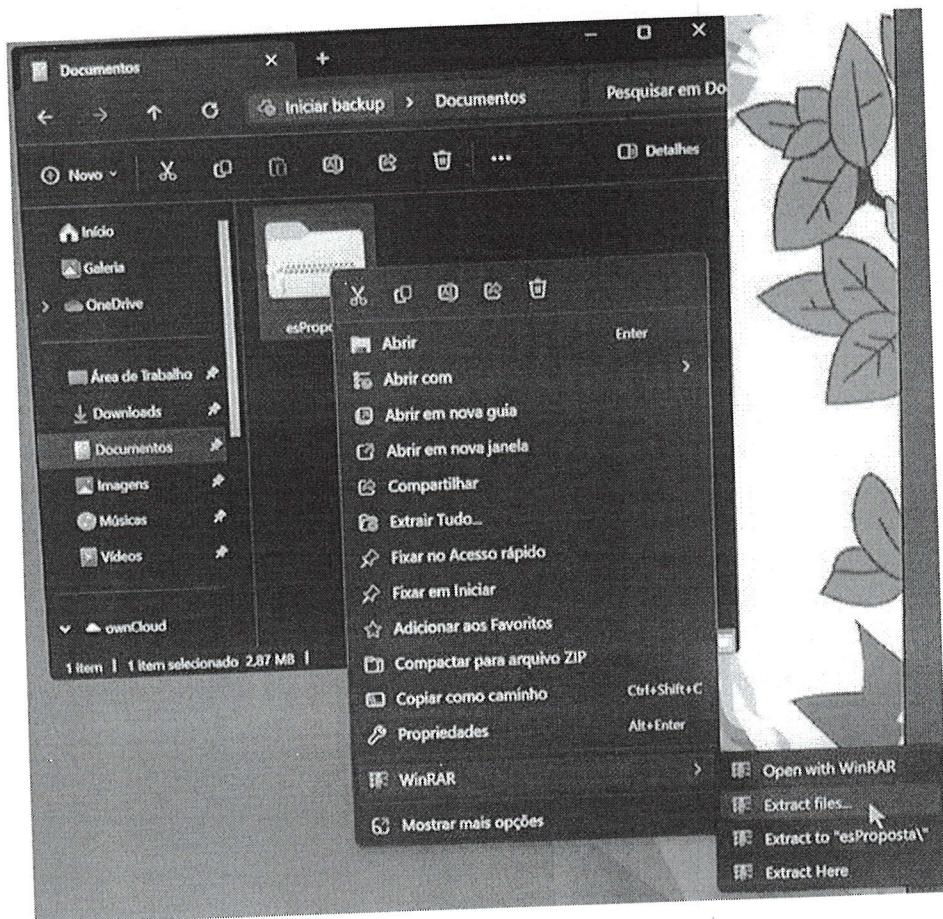 Documentos
Iniciar backup > Documentos
Pesquisar em Do
Novo
Detalhes
Início
Galeria
OneDrive
Área de Trabalho
Downloads
Documentos
Imagens
Músicas
Vídeos
ownCloud
1 item | 1 item selecionado 2,87 MB |
esPropo
Abrir Enter
Abrir com
Abrir em nova guia
Abrir em nova janela
Compartilhar
Extrair Tudo...
Fixar no Acesso rápido
Fixar em Iniciar
Adicionar aos Favoritos
Compactar para arquivo ZIP
Copiar como caminho Ctrl+Shift+C
Propriedades Alt+Enter
WinRAR
Mostrar mais opções
Open with WinRAR
Extract files...
Extract to "esProposta\"
Extract Here